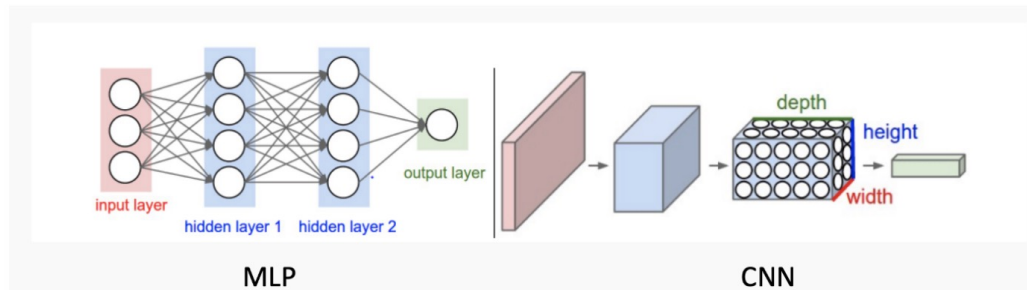 input layer
hidden layer 1
hidden layer 2
output layer
depth
height
width
MLP
CNN